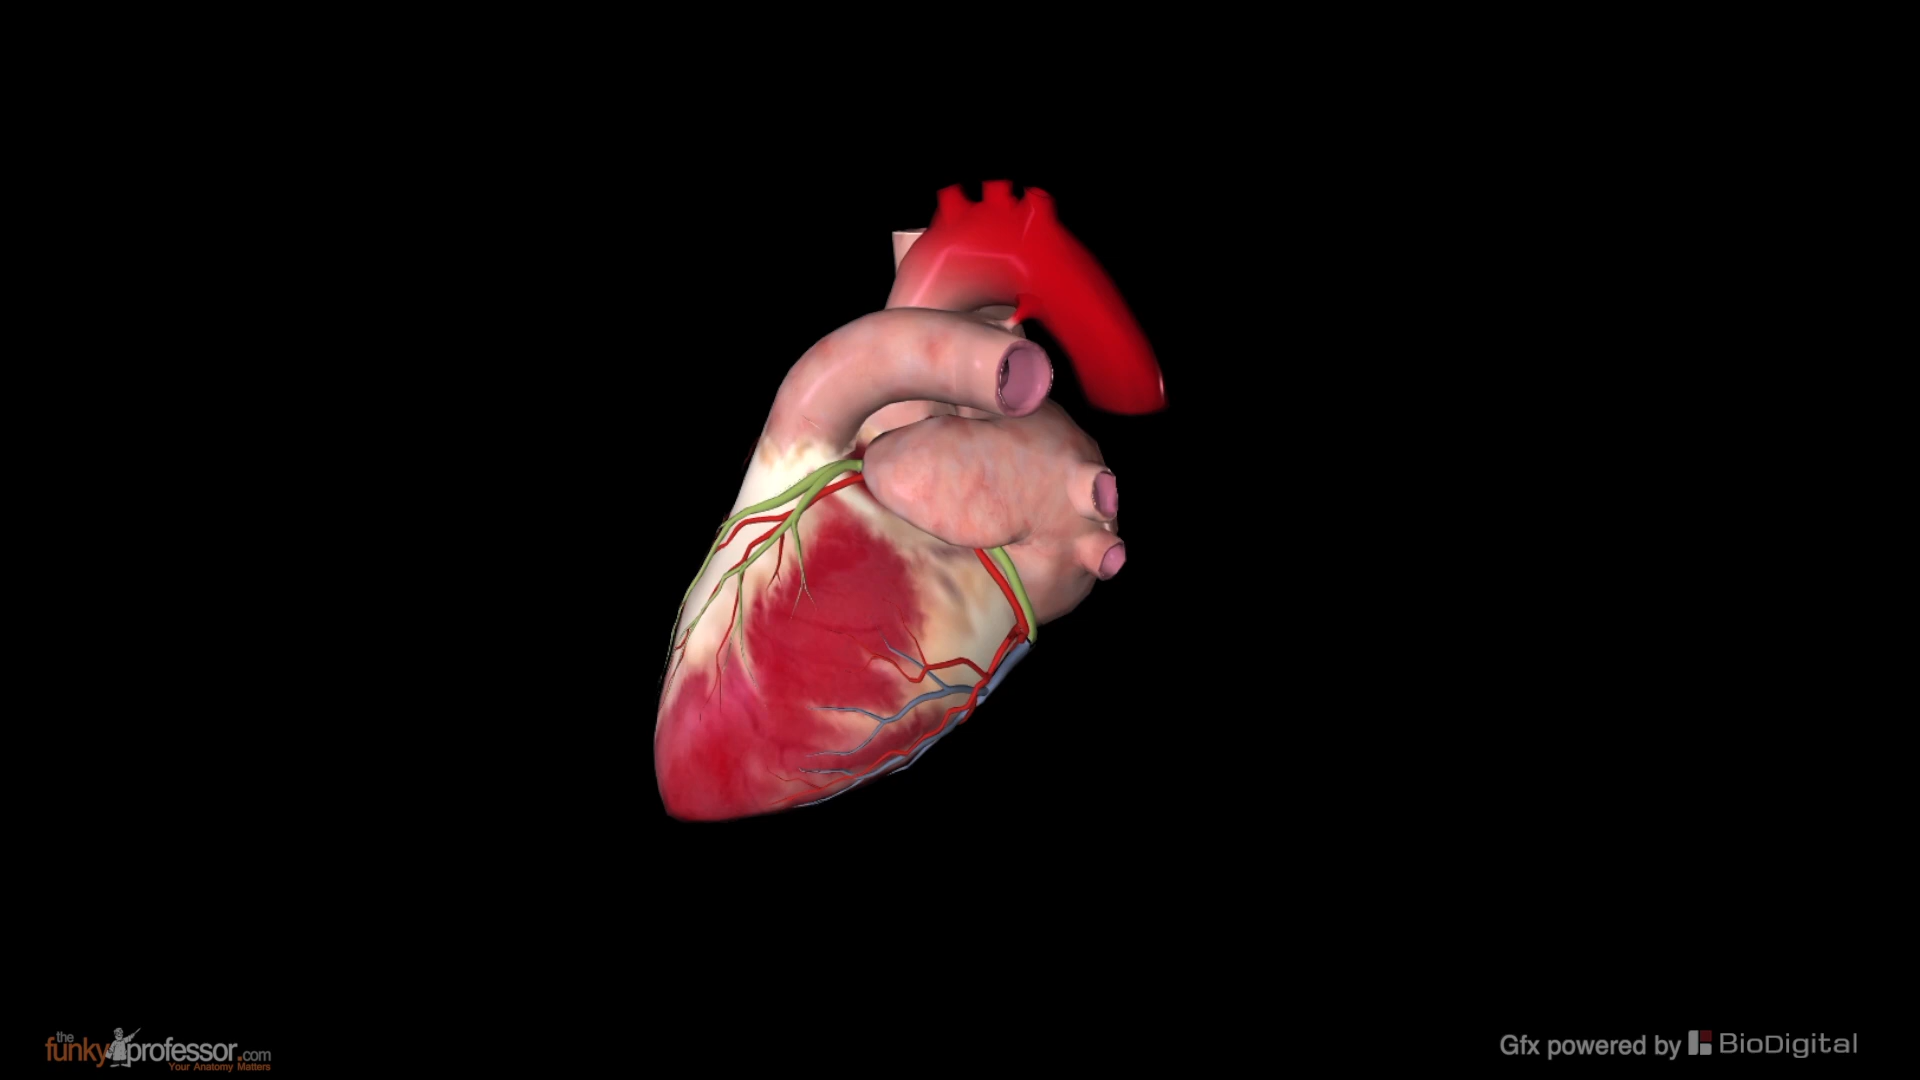 the
funkyprofessor.com
Your Anatomy Matters
Gfx powered by BioDigital